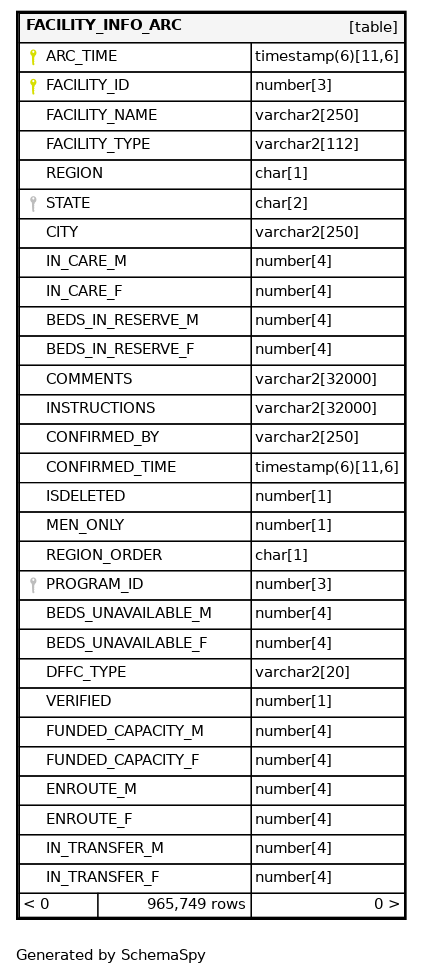 FACILITY_INFO_ARC [table]
ARC_TIME timestamp(6)[11,6]
FACILITY_ID number[3]
FACILITY_NAME varchar2[250]
FACILITY_TYPE varchar2[112]
REGION char[1]
STATE char[2]
CITY varchar2[250]
IN_CARE_M number[4]
IN_CARE_F number[4]
BEDS_IN_RESERVE_M number[4]
BEDS_IN_RESERVE_F number[4]
COMMENTS varchar2[32000]
INSTRUCTIONS varchar2[32000]
CONFIRMED_BY varchar2[250]
CONFIRMED_TIME timestamp(6)[11,6]
ISDELETED number[1]
MEN_ONLY number[1]
REGION_ORDER char[1]
PROGRAM_ID number[3]
BEDS_UNAVAILABLE_M number[4]
BEDS_UNAVAILABLE_F number[4]
DFFC_TYPE varchar2[20]
VERIFIED number[1]
FUNDED_CAPACITY_M number[4]
FUNDED_CAPACITY_F number[4]
ENROUTE_M number[4]
ENROUTE_F number[4]
IN_TRANSFER_M number[4]
IN_TRANSFER_F number[4]
< 0 965,749 rows 0 >
Generated by SchemaSpy